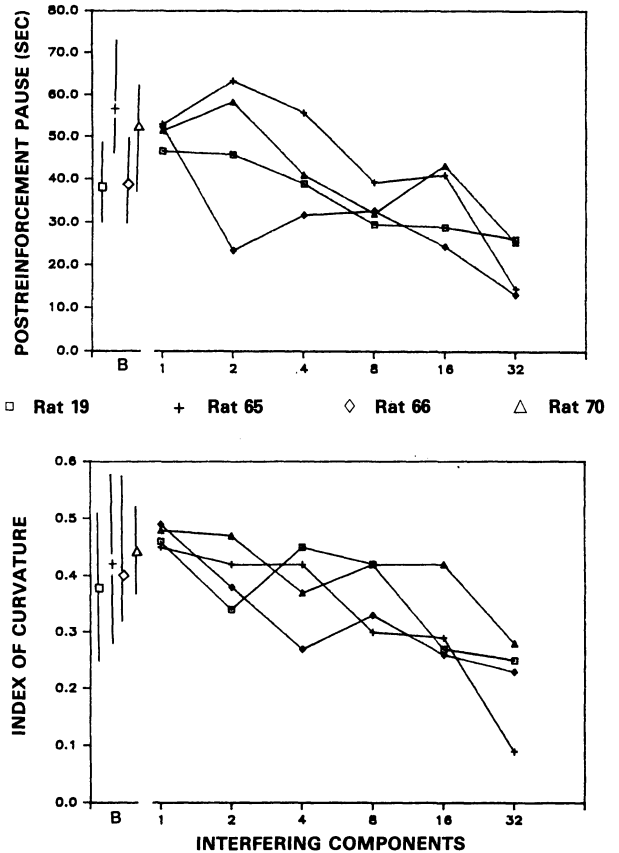 POSTREINFORCEMENT PAUSE (SEC)
80.0
70.0
60.0
50.0
40.0
30.0
20.0
10.0
0.0
B 1 2 4 8 16 32
Rat 19 Rat 65 Rat 66 Rat 70
INDEX OF CURVATURE
0.6
0.5
0.4
0.3
0.2
0.1
0.0
B 1 2 4 8 16 32
INTERFERING COMPONENTS